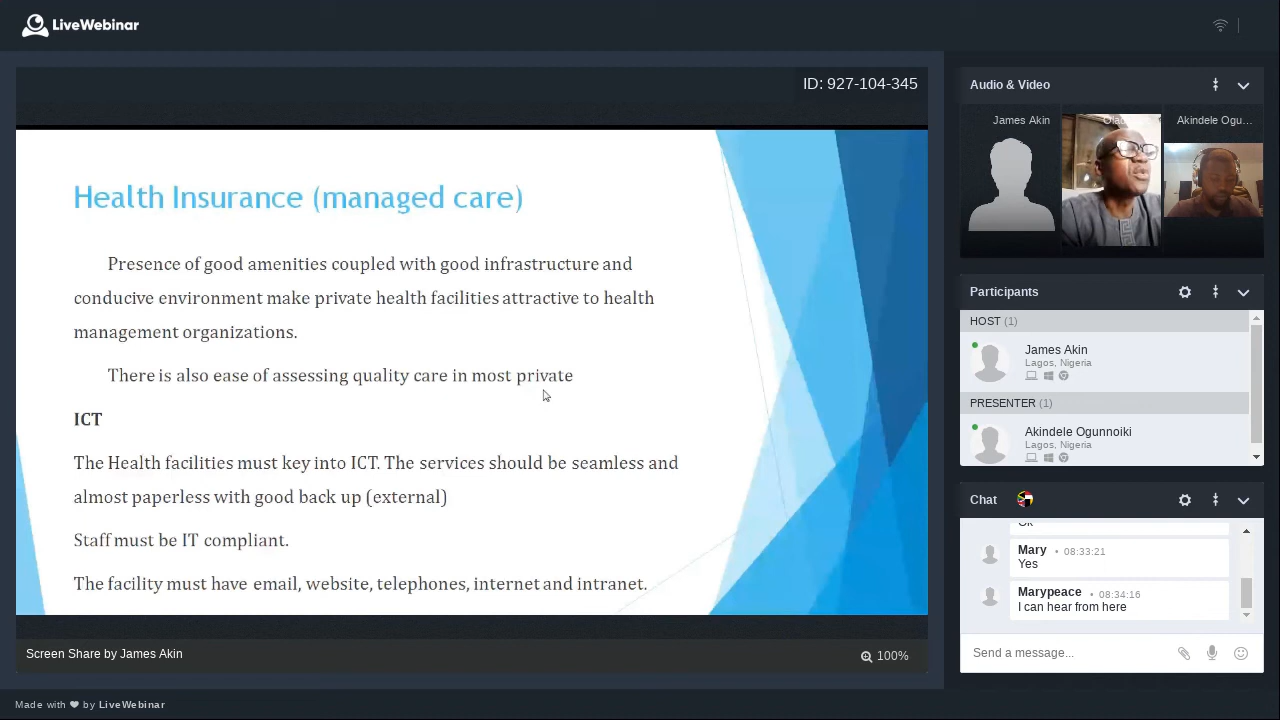 LiveWebinar
ID: 927-104-345
Health Insurance (managed care)
Presence of good amenities coupled with good infrastructure and
conducive environment make private health facilities attractive to health
management organizations.
There is also ease of assessing quality care in most private
ICT
The Health facilities must key into ICT. The services should be seamless and
almost paperless with good back up (external)
Staff must be IT compliant.
The facility must have email, website, telephones, internet and intranet.
Screen Share by James Akin
100%
Audio & Video
James Akin
Akindele Ogu...
Participants
HOST (1)
James Akin
Lagos, Nigeria
PRESENTER (1)
Akindele Ogunnoiki
Lagos, Nigeria
Chat
Ok
Mary • 08:33:21
Yes
Marypeace • 08:34:16
I can hear from here
Send a message...
Made with ❤ by LiveWebinar